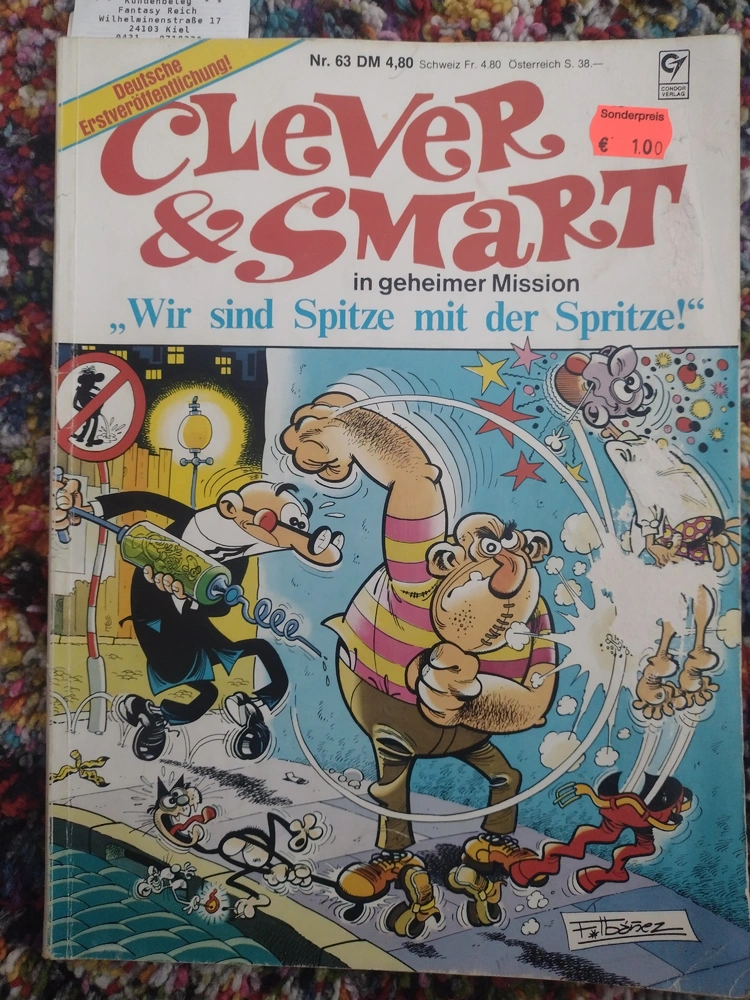 Kundenbeleg
Fantasy Reich
Wilhelminenstraße 17
24103 Kiel
Deutsche
Erstveröffentlichung!
Nr. 63 DM 4,80 Schweiz Fr. 4.80 Österreich S. 38.—
CONDOR
VERLAG
Sonderpreis
€ 1.00
CLeVeR
& SMaRT
in geheimer Mission
„Wir sind Spitze mit der Spritze!“
F. Ibáñez